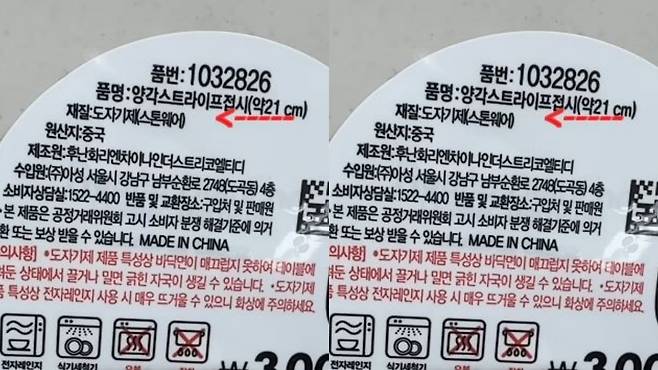 품번: 1032826
품명:양각스트라이프접시(약21 cm)
재질:도자기제(스톤웨어)
원산지:중국
제조원:후난화리엔차이나인더스트리코엘티디
수입원:(주)아성 서울시 강남구 남부순환로 2748(도곡동) 4층
소비자상담실:1522-4400 반품 및 교환장소:구입처 및 판매원
본 제품은 공정거래위원회 고시 소비자 분쟁 해결기준에 의거
환 또는 보상 받을 수 있습니다. MADE IN CHINA
의사항] *도자기제 제품 특성상 바닥면이 매끄럽지 못하여 테이블에
려둔 상태에서 끌거나 밀면 긁힌 자국이 생길 수 있습니다. *도자기제
품 특성상 전자레인지 사용 시 매우 뜨거울 수 있으니 화상에 주의하세요.
전자레인지 식기세척기 오븐
₩3,00
품번: 1032826
품명:양각스트라이프접시(약21 cm)
재질:도자기제(스톤웨어)
원산지:중국
제조원:후난화리엔차이나인더스트리코엘티디
수입원:(주)아성 서울시 강남구 남부순환로 2748(도곡동) 4층
소비자상담실:1522-4400 반품 및 교환장소:구입처 및 판매원
본 제품은 공정거래위원회 고시 소비자 분쟁 해결기준에 의거
환 또는 보상 받을 수 있습니다. MADE IN CHINA
의사항] *도자기제 제품 특성상 바닥면이 매끄럽지 못하여 테이블에
려둔 상태에서 끌거나 밀면 긁힌 자국이 생길 수 있습니다. *도자기제
품 특성상 전자레인지 사용 시 매우 뜨거울 수 있으니 화상에 주의하세요.
전자레인지 식기세척기 오븐
₩3,00